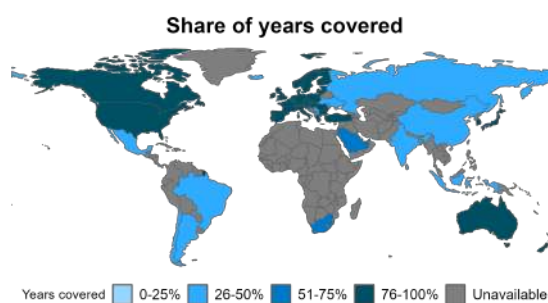 Share of years covered
Years covered 0-25% 26-50% 51-75% 76-100% Unavailable